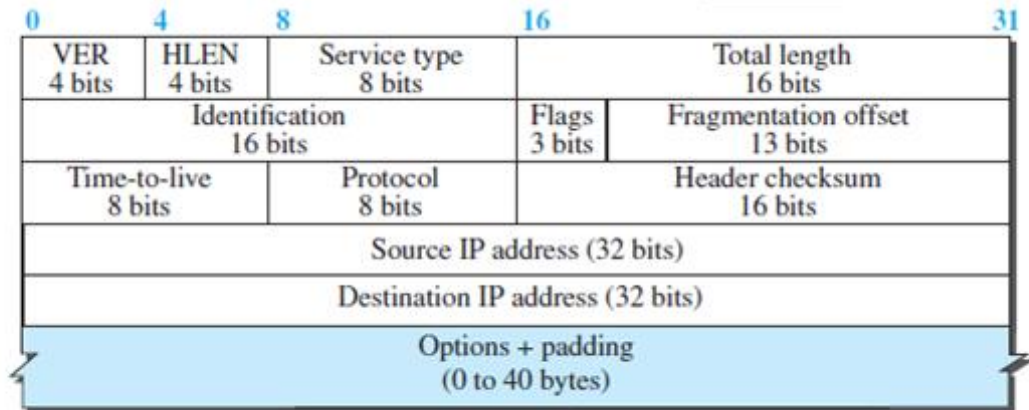 0 4 8 16 31
VER HLEN Service type Total length
4 bits 4 bits 8 bits 16 bits
Identification Flags Fragmentation offset
16 bits 3 bits 13 bits
Time-to-live Protocol Header checksum
8 bits 8 bits 16 bits
Source IP address (32 bits)
Destination IP address (32 bits)
Options + padding
(0 to 40 bytes)